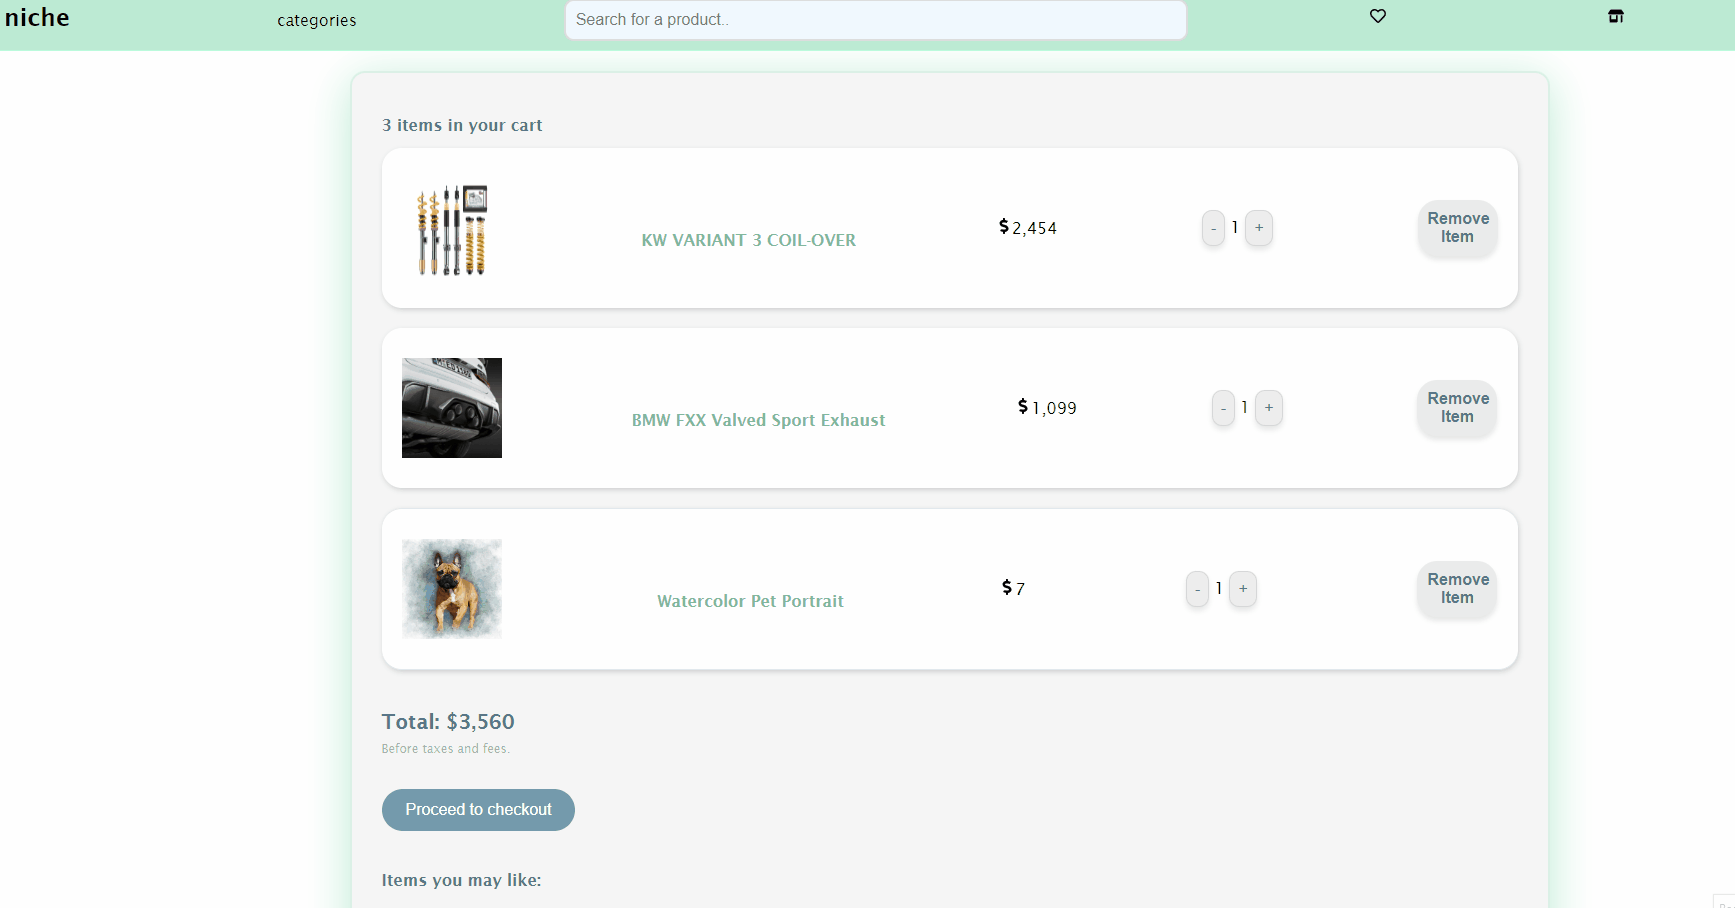 niche
categories
Search for a product..
3 items in your cart
KW VARIANT 3 COIL-OVER
$ 2,454
- 1 +
Remove
Item
BMW FXX Valved Sport Exhaust
$ 1,099
- 1 +
Remove
Item
Watercolor Pet Portrait
$ 7
- 1 +
Remove
Item
Total: $3,560
Before taxes and fees.
Proceed to checkout
Items you may like: